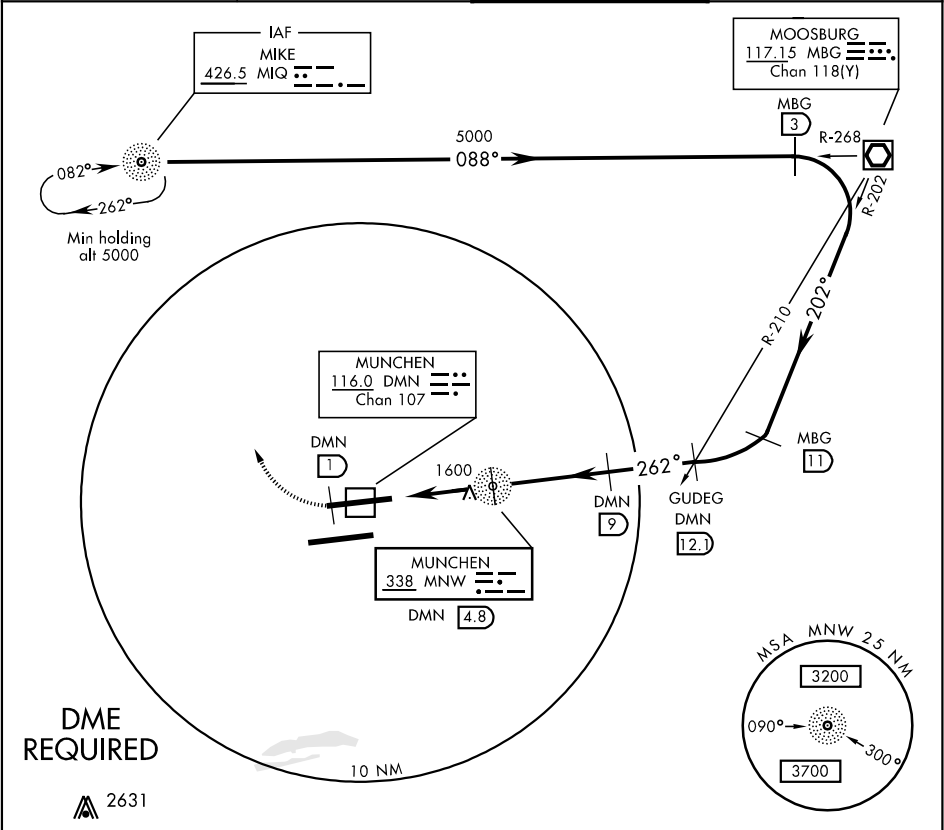 IAF
MIKE
426.5 MIQ
MOOSBURG
117.15 MBG
Chan 118(Y)
MBG
3
R-268
5000
088°
082°
262°
R-202
Min holding
alt 5000
202°
R-210
MUNCHEN
116.0 DMN
Chan 107
DMN
1
MBG
11
1600
262°
DMN
9
GUDEG
DMN
12.1
MUNCHEN
338 MNW
DMN 4.8
MSA MNW 25 NM
3200
090°
300°
3700
DME
REQUIRED
10 NM
2631